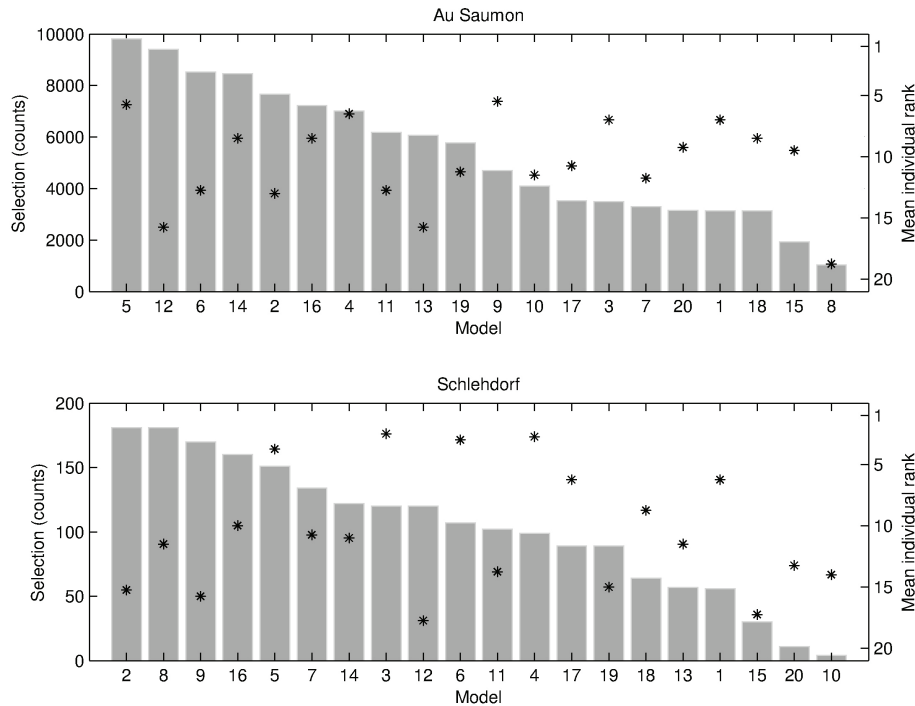 Au Saumon
10000
8000
6000
4000
2000
0
Selection (counts)
1
5
10
15
20
Mean individual rank
5 12 6 14 2 16 4 11 13 19 9 10 17 3 7 20 1 18 15 8
Model
Schlehdorf
200
150
100
50
0
Selection (counts)
1
5
10
15
20
Mean individual rank
2 8 9 16 5 7 14 3 12 6 11 4 17 19 18 13 1 15 20 10
Model